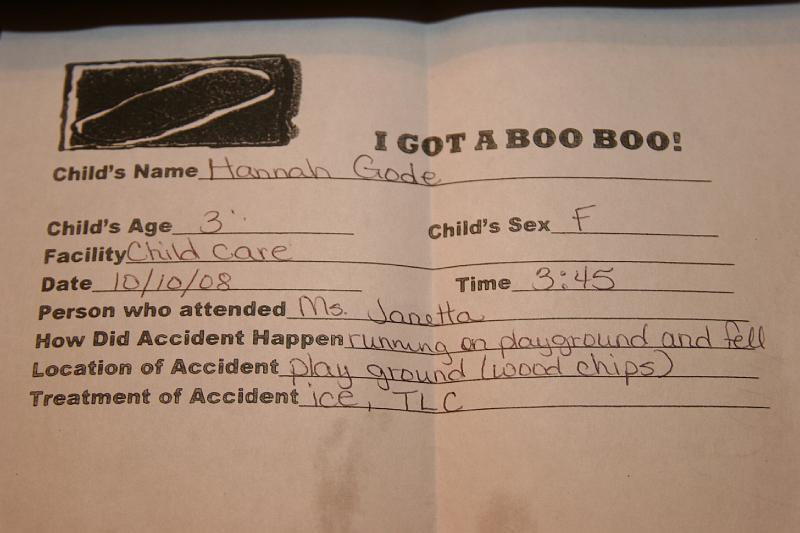 I GOT A BOO BOO!
Child's Name Hannah Gode
Child's Age 3 Child's Sex F
Facility Child care
Date 10/10/08 Time 3:45
Person who attended Ms. Janetta
How Did Accident Happen running on playground and fell
Location of Accident play ground (wood chips)
Treatment of Accident ice, TLC